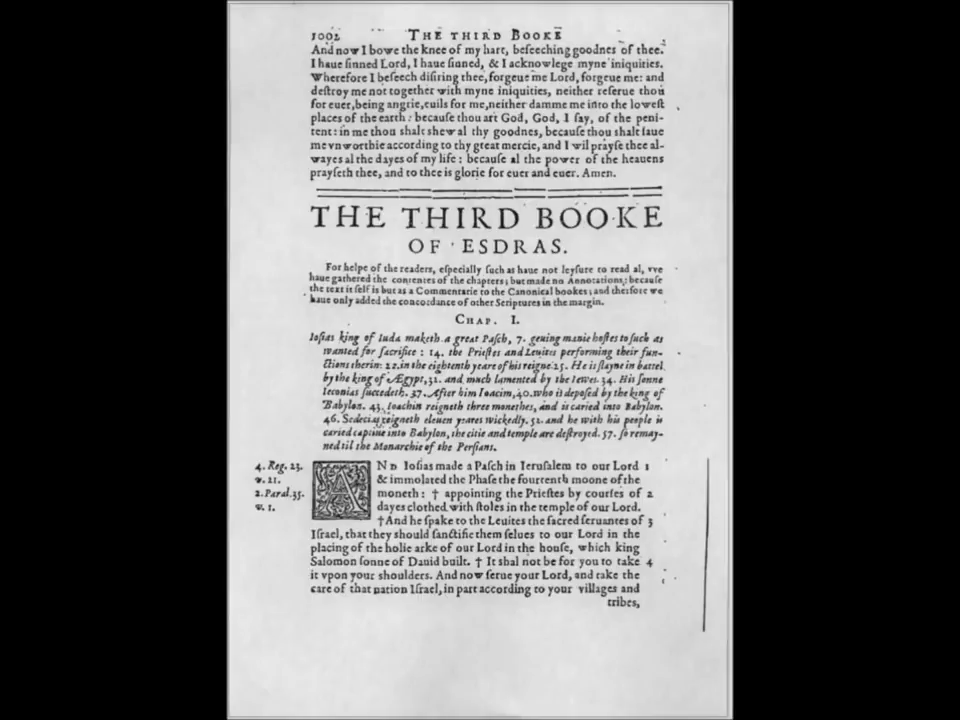 1002 THE THIRD BOOKE
And now I bowe the knee of my hart, beſeeching goodnes of thee.
I haue ſinned Lord, I haue ſinned, & I acknowlege myne iniquities.
Wherefore I beſeech diſiring thee, forgeue me Lord, forgeue me: and
deſtroy me not together with myne iniquities, neither reſerue thou
for euer, being angrie, euils for me, neither damme me into the loweſt
places of the earth: becauſe thou art God, God, I ſay, of the peni-
tent: in me thou shalt shew al thy goodnes, becauſe thou shalt ſaue
me vnworthie according to thy great mercie, and I wil prayſe thee al-
wayes al the dayes of my life: becauſe al the power of the heauens
prayſeth thee, and to thee is glorie for euer and euer. Amen.
THE THIRD BOOKE
OF ESDRAS.
For helpe of the readers, eſpecially ſuch as haue not leyſure to read al, vve
haue gathered the contentes of the chapters; but made no Annotations; becauſe
the text it ſelf is but as a Commentarie to the Canonical bookes; and therfore we
haue only added the concordance of other Scriptures in the margin.
CHAP. I.
Ioſias king of Iuda maketh a great Paſch, 7. geuing manie hoſtes to ſuch as
wanted for ſacrifice: 14. the Prieſtes and Leuites performing their fun-
ctions therin: 22. in the eightenth yeare of his reigne. 25. He is ſlayne in battel
by the king of Ægypt, 32. and much lamented by the Iewes. 34. His ſonne
Ieconias ſuccedeth. 37. After him Ioacim, 40. who is depoſed by the king of
Babylon. 43. Ioachin reigneth three monethes, and is caried into Babylon.
46. Sedecias reigneth eleuen yeares wickedly. 52. and he with his people is
caried captiue into Babylon, the citie and temple are deſtroyed. 57. ſo remay-
ned til the Monarchie of the Perſians.
4. Reg. 23.
v. 21.
2. Paral. 35.
v. 1.
AND Ioſias made a Paſch in Ieruſalem to our Lord 1
& immolated the Phaſe the fourtenth moone of the
moneth: † appointing the Prieſtes by courſes of 2
dayes clothed with ſtoles in the temple of our Lord.
† And he ſpake to the Leuites the ſacred ſeruantes of 3
Iſrael, that they should ſanctifie them ſelues to our Lord in the
placing of the holie arke of our Lord in the houſe, which king
Salomon ſonne of Dauid built. † It shal not be for you to take 4
it vpon your shoulders. And now ſerue your Lord, and take the
care of that nation Iſrael, in part according to your villages and
tribes,